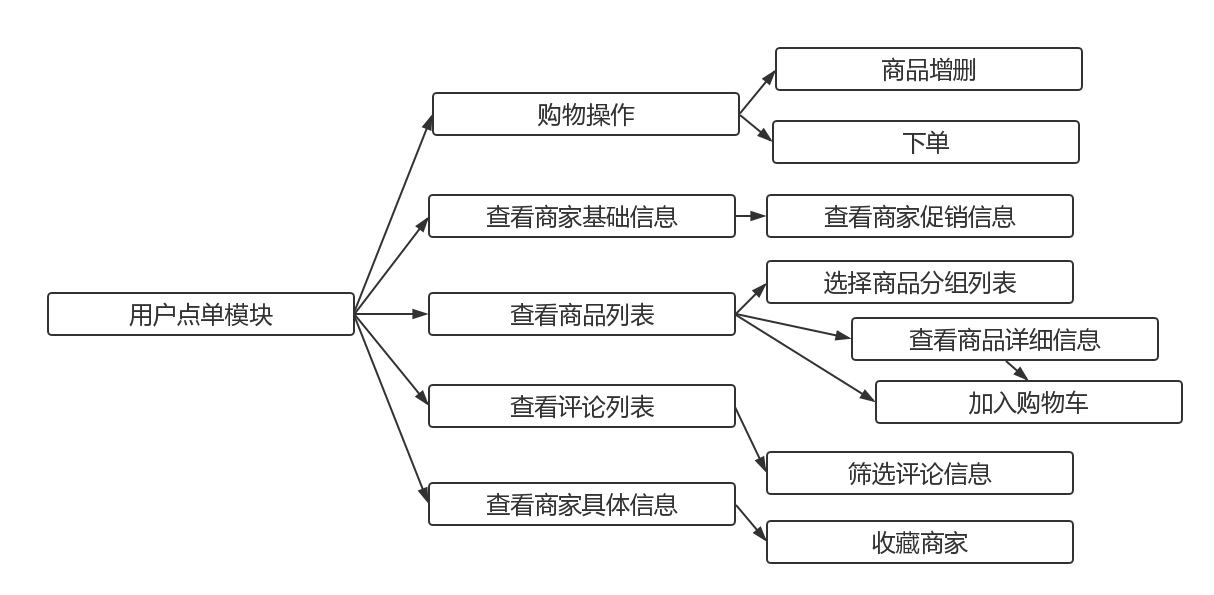 商品增删
购物操作
下单
查看商家基础信息
查看商家促销信息
选择商品分组列表
用户点单模块
查看商品列表
查看商品详细信息
加入购物车
查看评论列表
筛选评论信息
查看商家具体信息
收藏商家